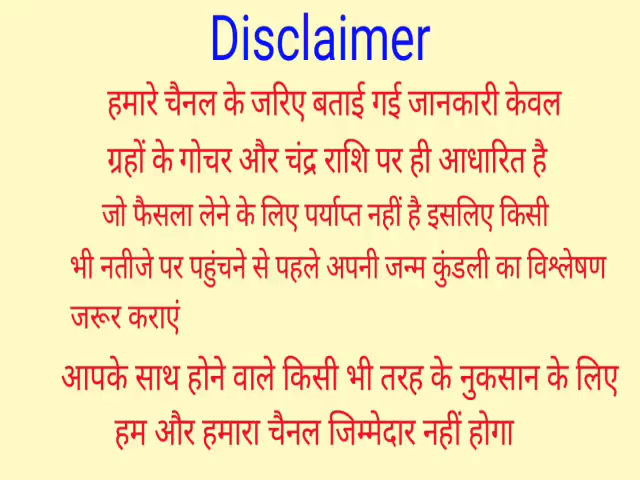 Disclaimer
हमारे चैनल के जरिए बताई गई जानकारी केवल
ग्रहों के गोचर और चंद्र राशि पर ही आधारित है
जो फैसला लेने के लिए पर्याप्त नहीं है इसलिए किसी
भी नतीजे पर पहुंचने से पहले अपनी जन्म कुंडली का विश्लेषण
जरूर कराएं
आपके साथ होने वाले किसी भी तरह के नुकसान के लिए
हम और हमारा चैनल जिम्मेदार नहीं होगा